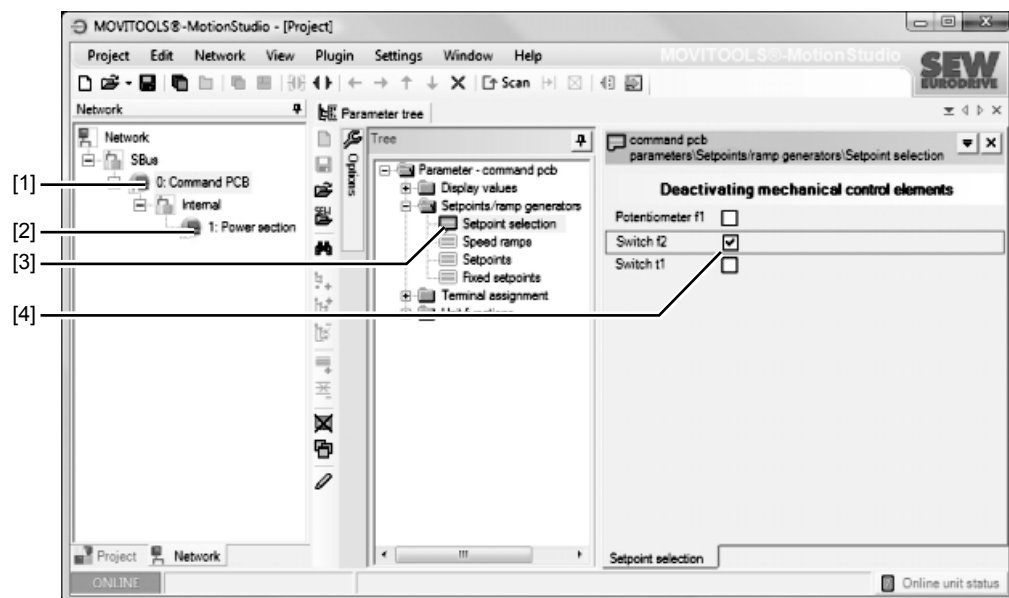 MOVITOOLS®-MotionStudio - [Project]
Project Edit Network View Plugin Settings Window Help
MOVITOOLS®-MotionStudio
SEW
EURODRIVE
Scan
Network
Parameter tree
Network
SBus
[1]
0: Command PCB
Internal
[2]
1: Power section
[3]
[4]
Options
Tree
Parameter - command pcb
Display values
Setpoints/ramp generators
Setpoint selection
Speed ramps
Setpoints
Fixed setpoints
Terminal assignment
Unit functions
command pcb
parameters\Setpoints/ramp generators\Setpoint selection
Deactivating mechanical control elements
Potentiometer f1
Switch f2
Switch t1
Project Network
Setpoint selection
ONLINE
Online unit status